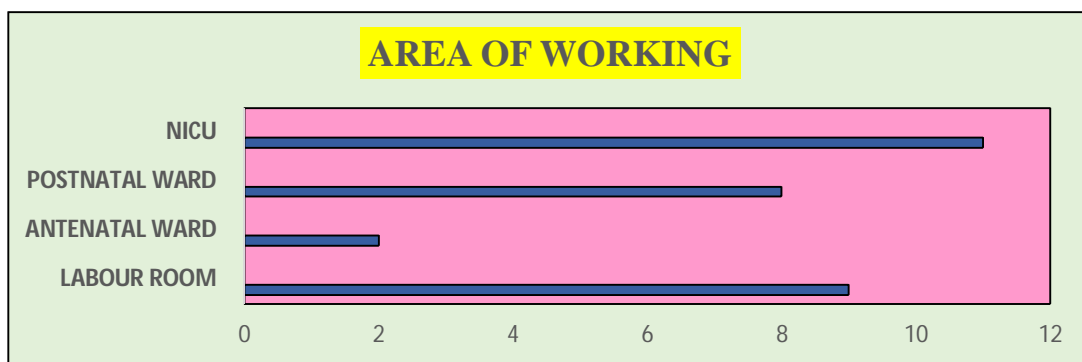 AREA OF WORKING
NICU
POSTNATAL WARD
ANTENATAL WARD
LABOUR ROOM
0 2 4 6 8 10 12